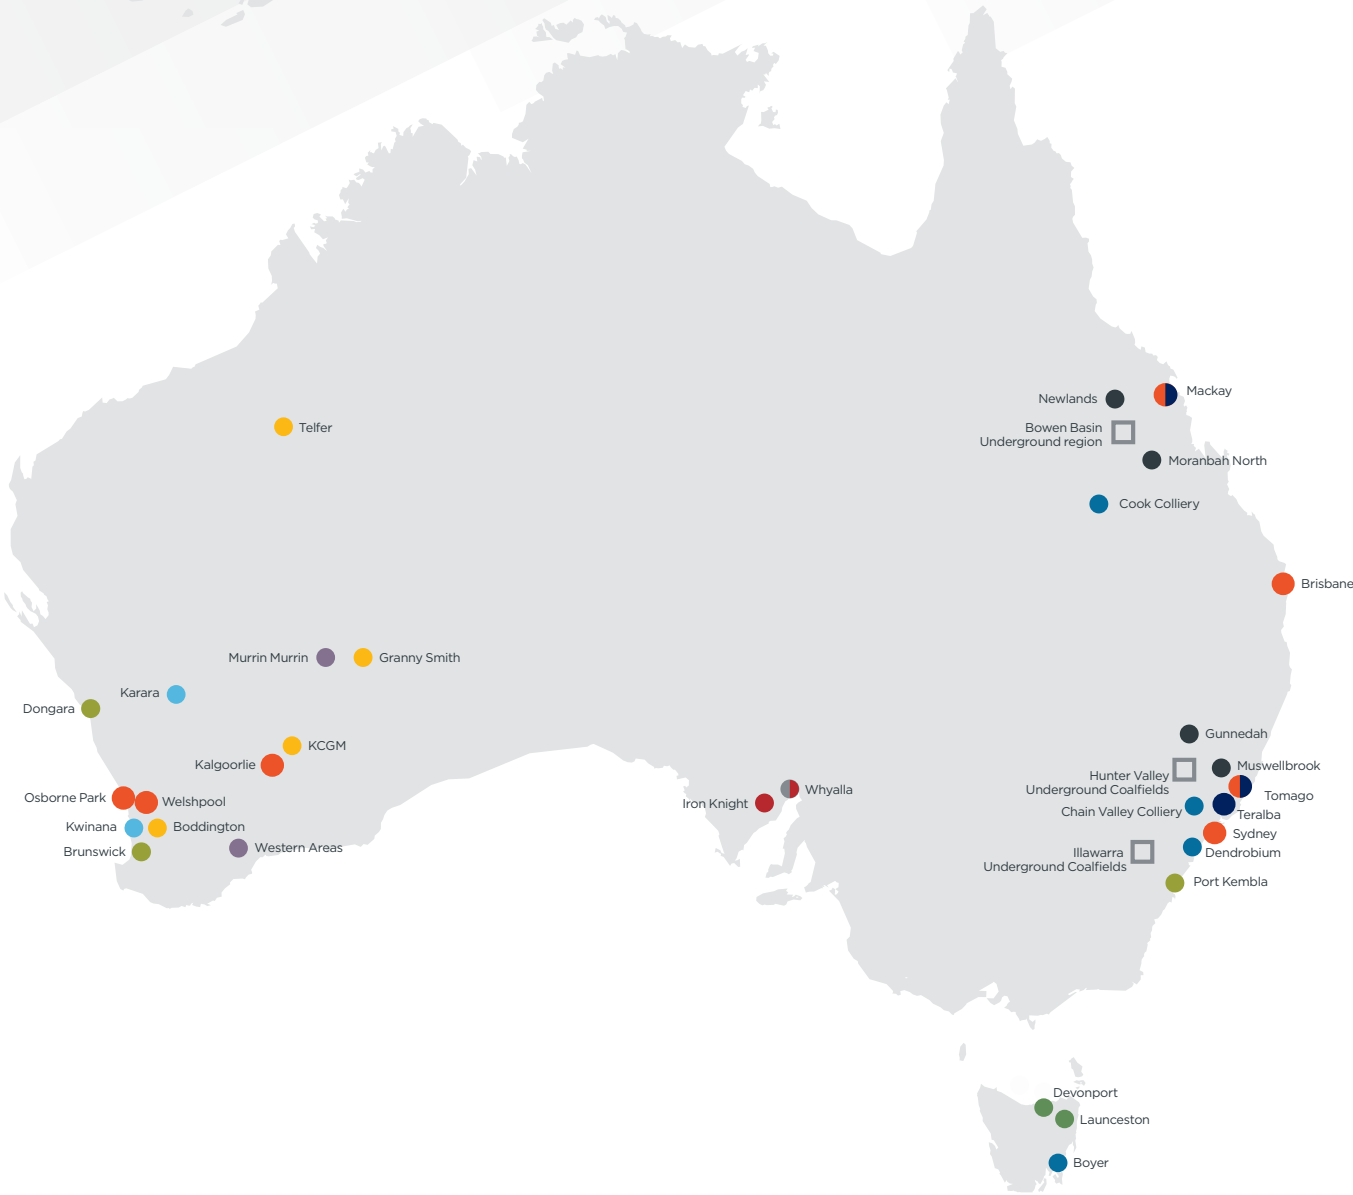 Mackay
Newlands
Bowen Basin
Underground region
Telfer
Moranbah North
Cook Colliery
Brisbane
Murrin Murrin
Granny Smith
Karara
Dongara
Gunnedah
KCGM
Kalgoorlie
Muswellbrook
Hunter Valley
Underground Coalfields
Whyalla
Tomago
Osborne Park
Welshpool
Iron Knight
Chain Valley Colliery
Teralba
Kwinana
Boddington
Sydney
Brunswick
Western Areas
Illawarra
Underground Coalfields
Dendrobium
Port Kembla
Devonport
Launceston
Boyer